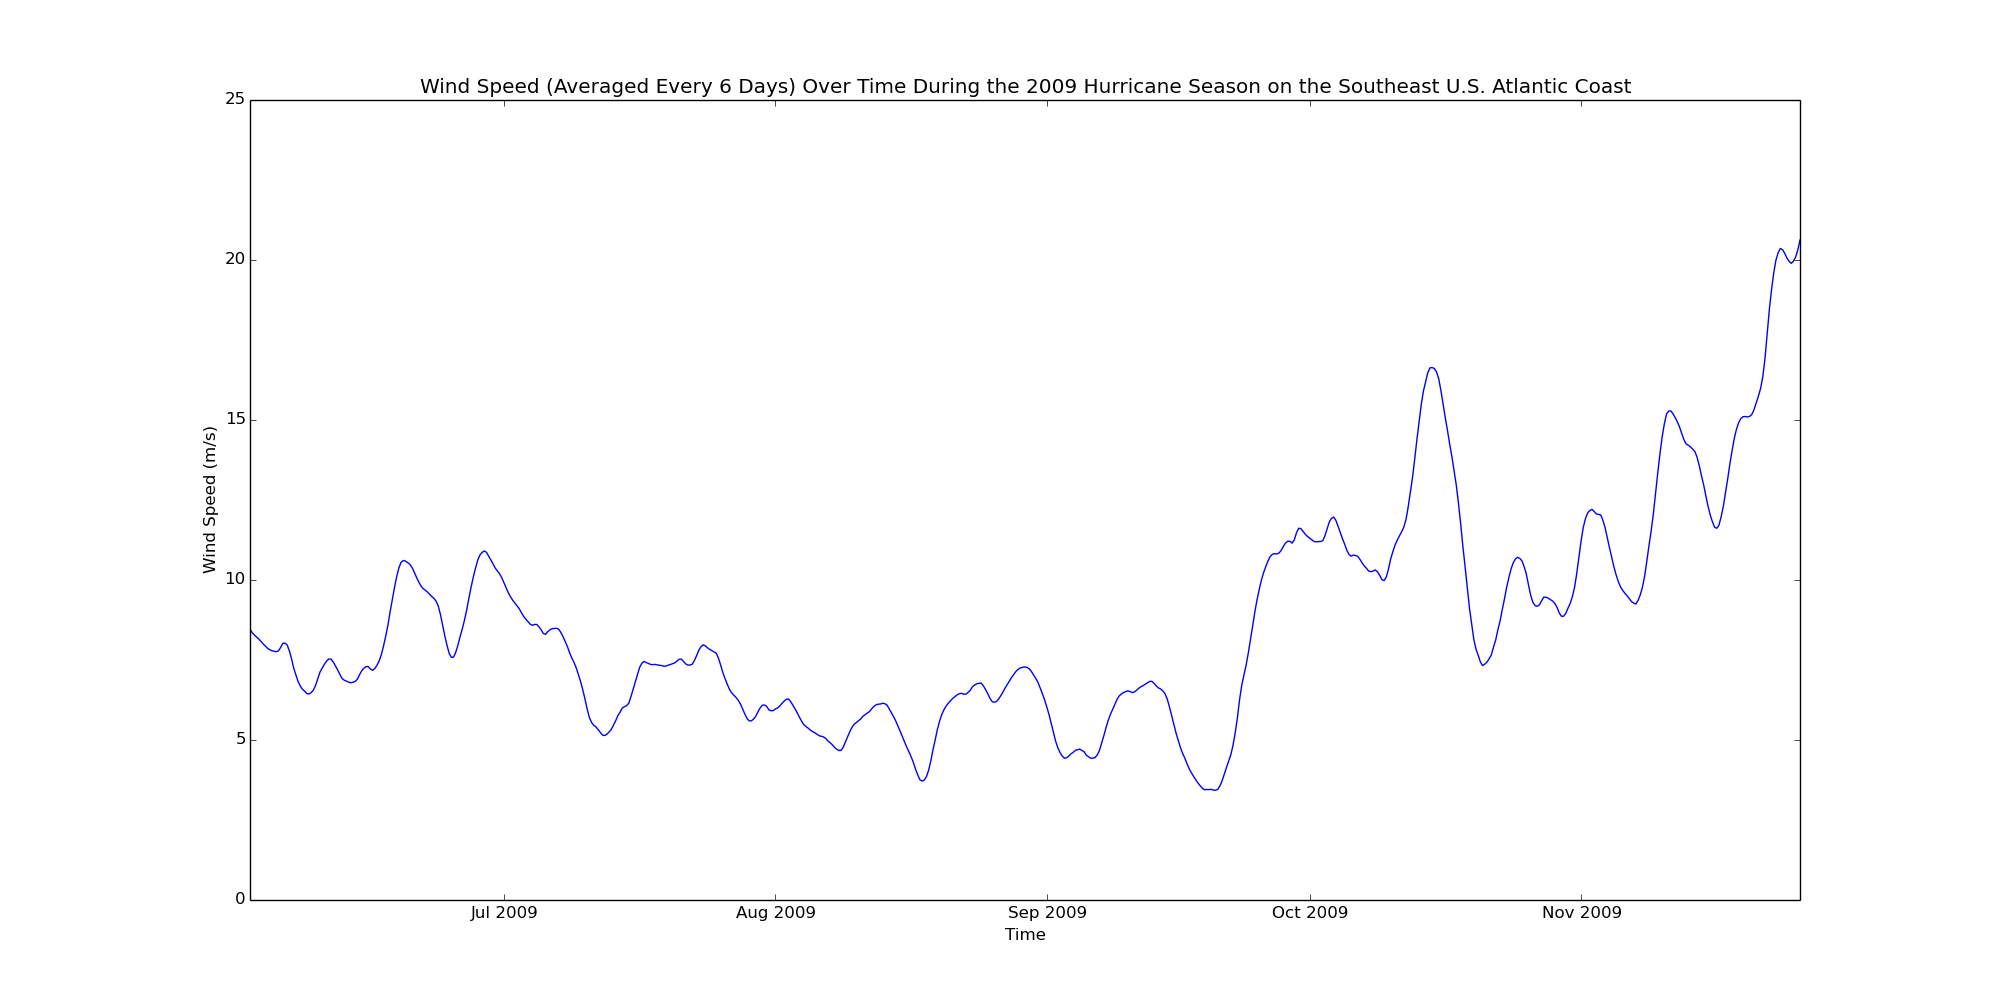 Wind Speed (Averaged Every 6 Days) Over Time During the 2009 Hurricane Season on the Southeast U.S. Atlantic Coast
25
20
15
10
5
0
Wind Speed (m/s)
Jul 2009 Aug 2009 Sep 2009 Oct 2009 Nov 2009
Time